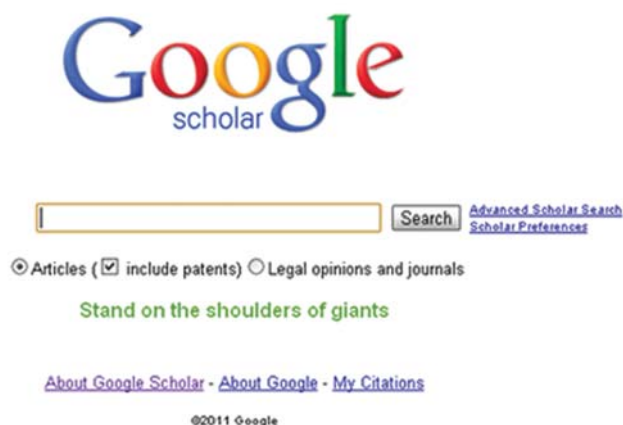 Google
scholar
Search
Advanced Scholar Search
Scholar Preferences
Articles ( include patents) Legal opinions and journals
Stand on the shoulders of giants
About Google Scholar - About Google - My Citations
©2011 Google